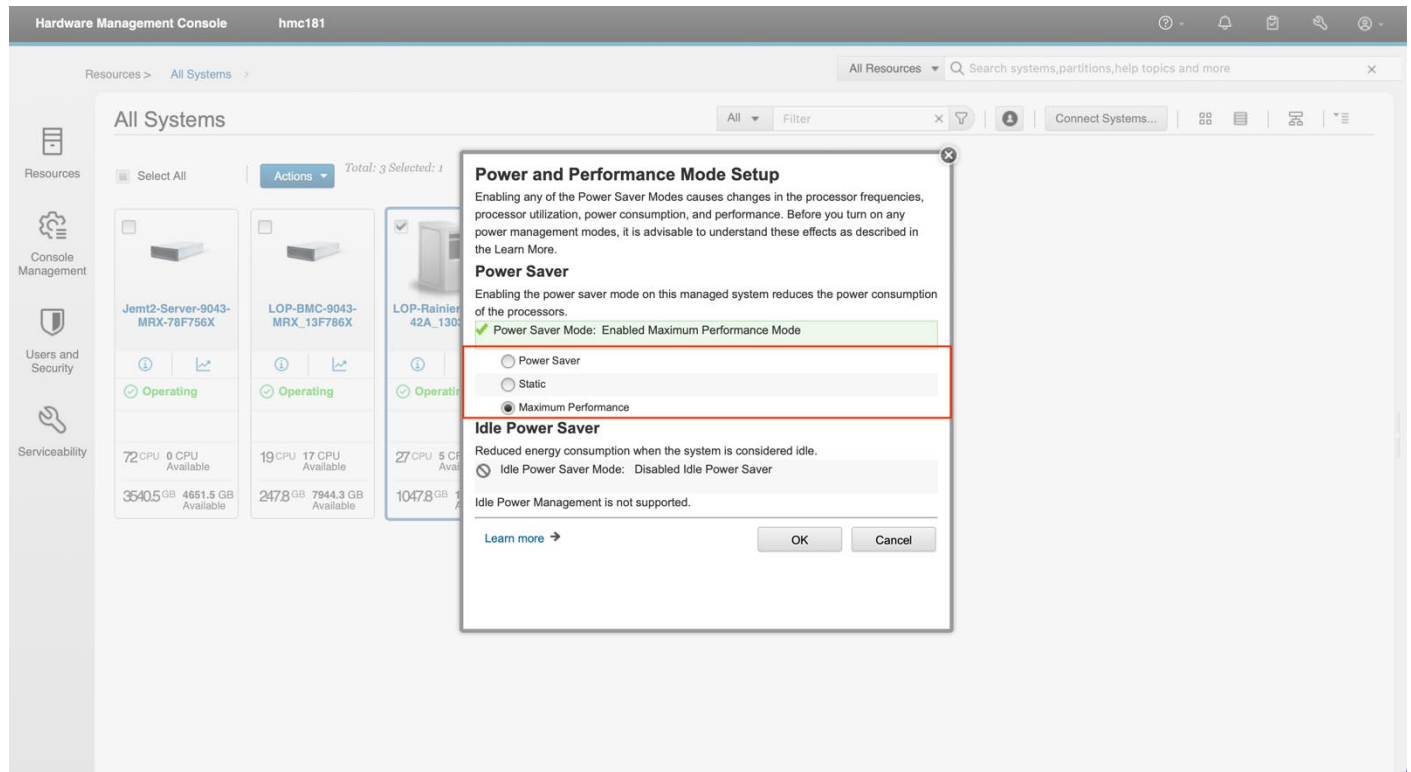 Hardware Management Console hmc181
Resources > All Systems >
All Resources Search systems,partitions,help topics and more
All Systems
All Filter
Connect Systems...
Resources
Console
Management
Users and
Security
Serviceability
Select All
Actions
Total: 3 Selected: 1
Jemt2-Server-9043-
MRX-78F756X
Operating
72 CPU 0 CPU
Available
3540.5 GB 4651.5 GB
Available
LOP-BMC-9043-
MRX_13F786X
Operating
19 CPU 17 CPU
Available
247.8 GB 7944.3 GB
Available
LOP-Rainier
42A_130
Operatin
27 CPU 5 CP
Avai
1047.8 GB 1
Power and Performance Mode Setup
Enabling any of the Power Saver Modes causes changes in the processor frequencies,
processor utilization, power consumption, and performance. Before you turn on any
power management modes, it is advisable to understand these effects as described in
the Learn More.
Power Saver
Enabling the power saver mode on this managed system reduces the power consumption
of the processors.
Power Saver Mode: Enabled Maximum Performance Mode
Power Saver
Static
Maximum Performance
Idle Power Saver
Reduced energy consumption when the system is considered idle.
Idle Power Saver Mode: Disabled Idle Power Saver
Idle Power Management is not supported.
Learn more
OK Cancel